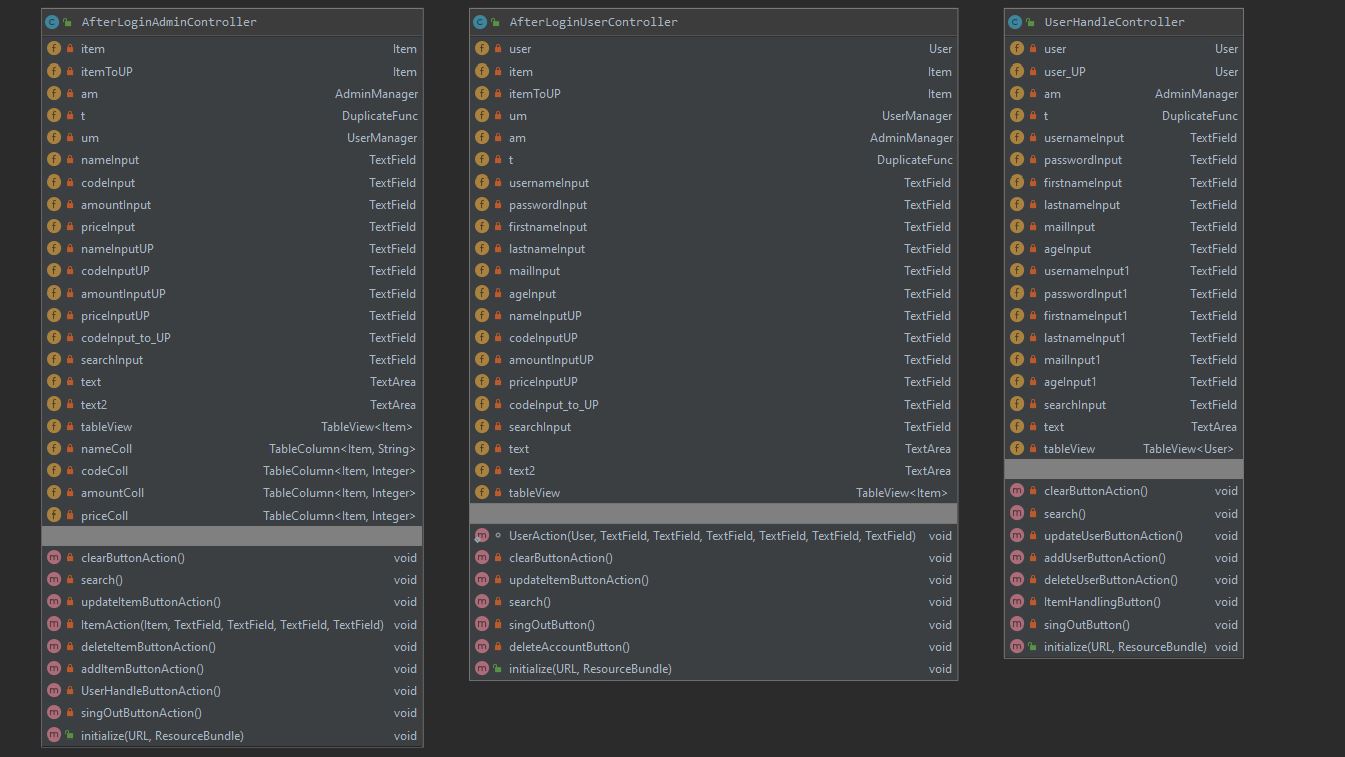 AfterLoginAdminController
item Item
itemToUP Item
am AdminManager
t DuplicateFunc
um UserManager
nameInput TextField
codeInput TextField
amountInput TextField
priceInput TextField
nameInputUP TextField
codeInputUP TextField
amountInputUP TextField
priceInputUP TextField
codeInput_to_UP TextField
searchInput TextField
text TextArea
text2 TextArea
tableView TableView<Item>
nameColl TableColumn<Item, String>
codeColl TableColumn<Item, Integer>
amountColl TableColumn<Item, Integer>
priceColl TableColumn<Item, Integer>
clearButtonAction() void
search() void
updateItemButtonAction() void
ItemAction(Item, TextField, TextField, TextField, TextField) void
deleteItemButtonAction() void
addItemButtonAction() void
UserHandleButtonAction() void
singOutButtonAction() void
initialize(URL, ResourceBundle) void
AfterLoginUserController
user User
item Item
itemToUP Item
um UserManager
am AdminManager
t DuplicateFunc
usernameInput TextField
passwordInput TextField
firstnameInput TextField
lastnameInput TextField
mailInput TextField
ageInput TextField
nameInputUP TextField
codeInputUP TextField
amountInputUP TextField
priceInputUP TextField
codeInput_to_UP TextField
searchInput TextField
text TextArea
text2 TextArea
tableView TableView<Item>
UserAction(User, TextField, TextField, TextField, TextField, TextField, TextField) void
clearButtonAction() void
updateItemButtonAction() void
search() void
singOutButton() void
deleteAccountButton() void
initialize(URL, ResourceBundle) void
UserHandleController
user User
user_UP User
am AdminManager
t DuplicateFunc
usernameInput TextField
passwordInput TextField
firstnameInput TextField
lastnameInput TextField
mailInput TextField
ageInput TextField
usernameInput1 TextField
passwordInput1 TextField
firstnameInput1 TextField
lastnameInput1 TextField
mailInput1 TextField
ageInput1 TextField
searchInput TextField
text TextArea
tableView TableView<User>
clearButtonAction() void
search() void
updateUserButtonAction() void
addUserButtonAction() void
deleteUserButtonAction() void
ItemHandlingButton() void
singOutButton() void
initialize(URL, ResourceBundle) void